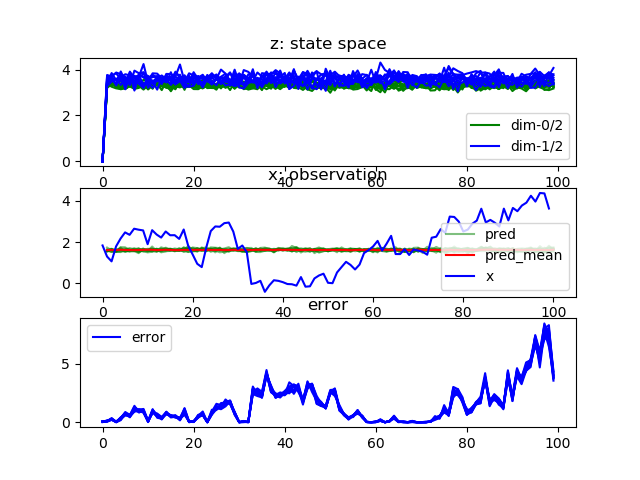 z: state space
4
2
0
dim-0/2
dim-1/2
0 20 40 60 80 100
x: observation
4
2
0
pred
pred_mean
x
0 20 40 60 80 100
error
5
0
error
0 20 40 60 80 100